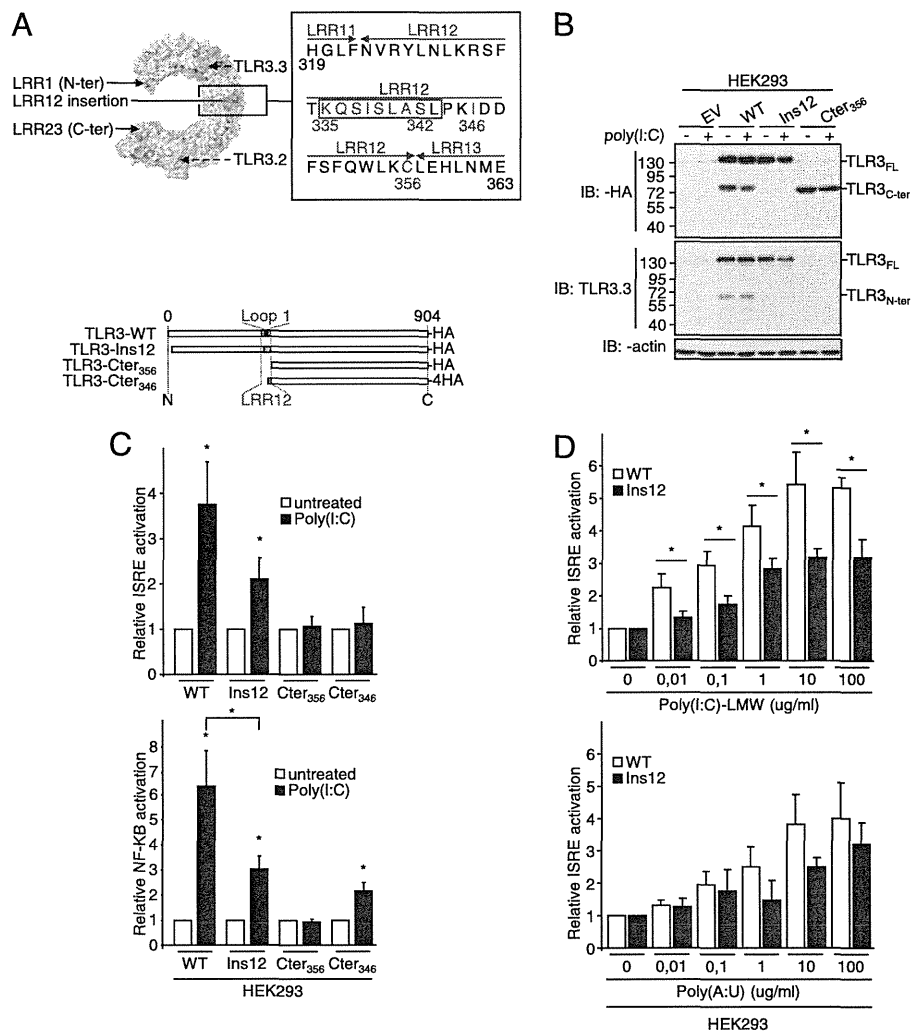 A
LRR1 (N-ter)
LRR12 insertion
LRR23 (C-ter)
TLR3.3
TLR3.2
LRR11 LRR12
HGLFNVRYLNLKRSF
319
LRR12
TKQSISLASLPKIDD
335 342 346
LRR12 LRR13
FSFQWLKCLEHLNME
356 363
0 Loop 1 904
TLR3-WT HA
TLR3-Ins12 HA
TLR3-Cter356 HA
TLR3-Cter346 4HA
N LRR12 C
B
HEK293
EV WT Ins12 Cter356
poly(I:C) - + - + - + - +
IB: -HA
130
95
72
55
40
TLR3FL
TLR3C-ter
IB: TLR3.3
130
95
72
55
40
TLR3FL
TLR3N-ter
IB: -actin
C
Relative ISRE activation
5
4
3
2
1
0
* *
untreated
Poly(I:C)
WT Ins12 Cter356 Cter346
Relative NF-KB activation
8
7
6
5
4
3
2
1
0
*
* * *
untreated
Poly(I:C)
WT Ins12 Cter356 Cter346
HEK293
D
Relative ISRE activation
6
5
4
3
2
1
0
WT
Ins12
* * * * *
0 0,01 0,1 1 10 100
Poly(I:C)-LMW (ug/ml)
Relative ISRE activation
6
5
4
3
2
1
0
WT
Ins12
0 0,01 0,1 1 10 100
Poly(A:U) (ug/ml)
HEK293